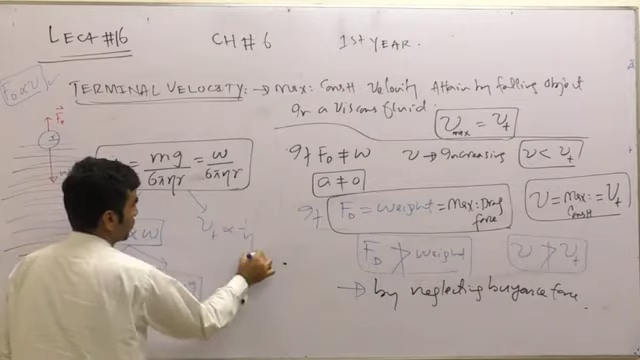 LECT #16 CH# 6 1ST YEAR.
TERMINAL VELOCITY: → max: Const Velocity Attain by falling object
In a viscous fluid.
F_D ∝ v
v_max = v_t
If F_D ≠ w v → Increasing v < v_t
a ≠ 0
= mg/6πηr = w/6πηr
If F_D = weight = max: Drag force v = max: Const = v_t
v_t ∝ 1/η
∝ w
F_D ≯ weight v ≯ v_t
→ by neglecting buoyance force.